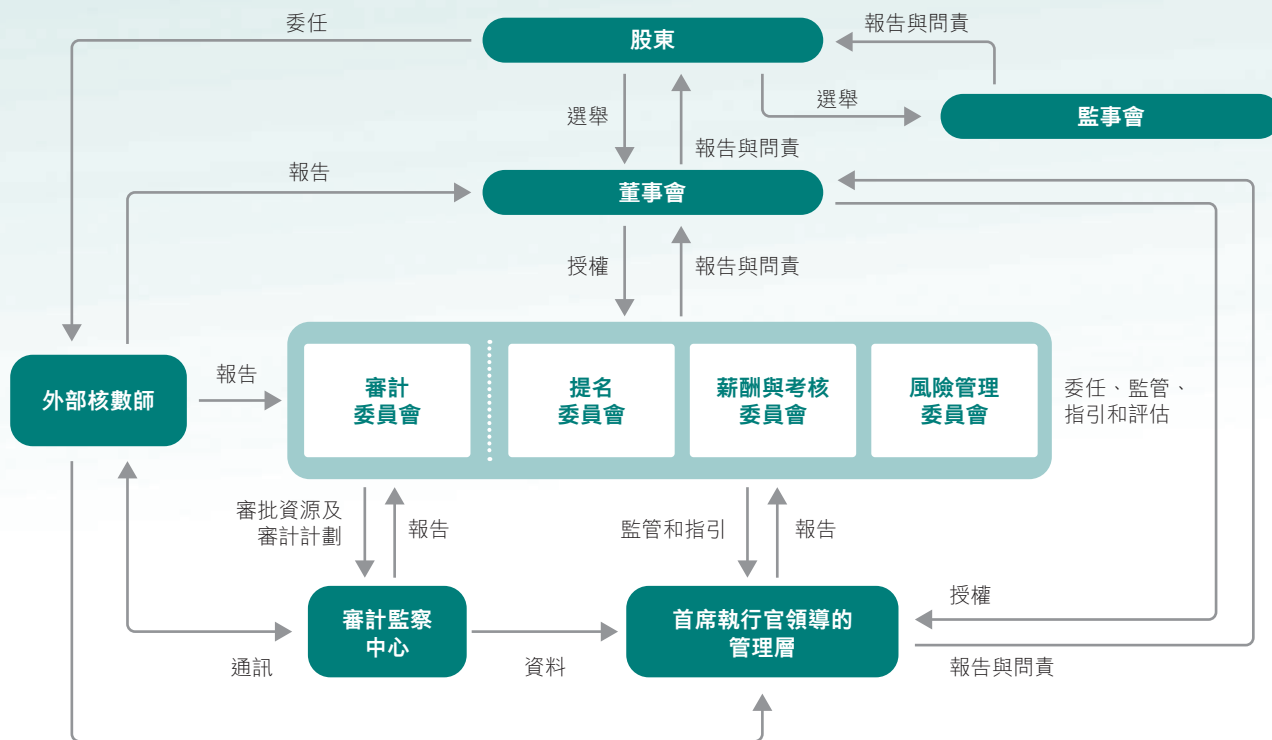 委任
股東
報告與問責
選舉
選舉
監事會
報告與問責
報告
董事會
授權
報告與問責
外部核數師
報告
審計
委員會
提名
委員會
薪酬與考核
委員會
風險管理
委員會
委任、監管、
指引和評估
審批資源及
審計計劃
報告
監管和指引
報告
審計監察
中心
首席執行官領導的
管理層
授權
通訊
資料
報告與問責